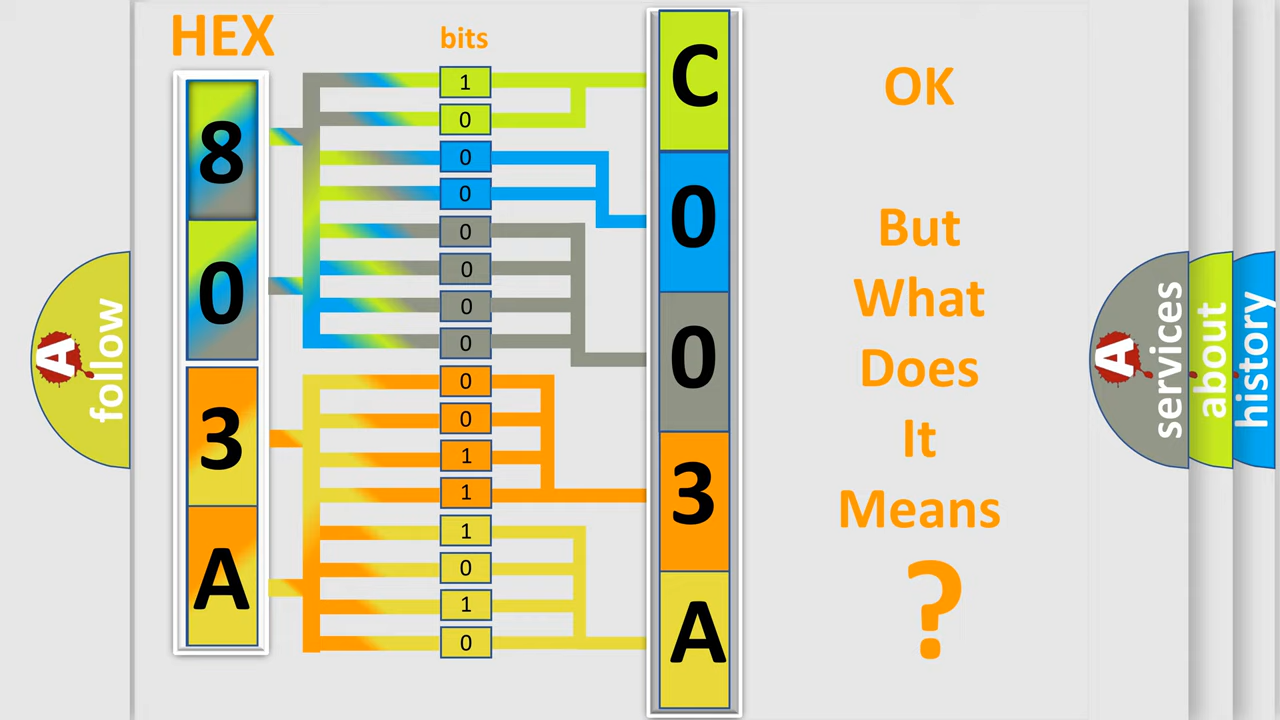 HEX
bits
8
0
3
A
1
0
0
0
0
0
0
0
0
0
1
1
1
0
1
0
C
0
0
3
A
OK
But
What
Does
It
Means
?
A
follow
A
services
about
history